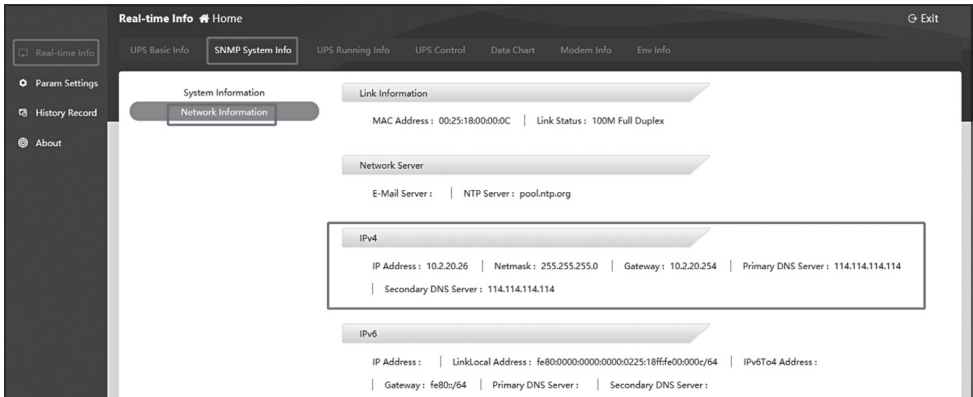 Real-time Info Home Exit
Real-time Info
Param Settings
History Record
About
UPS Basic Info SNMP System Info UPS Running Info UPS Control Data Chart Modem Info Env Info
System Information
Network Information
Link Information
MAC Address : 00:25:18:00:00:0C | Link Status : 100M Full Duplex
Network Server
E-Mail Server : | NTP Server : pool.ntp.org
IPv4
IP Address : 10.2.20.26 | Netmask : 255.255.255.0 | Gateway : 10.2.20.254 | Primary DNS Server : 114.114.114.114
| Secondary DNS Server : 114.114.114.114
IPv6
IP Address : | LinkLocal Address : fe80:0000:0000:0000:0225:18ff:fe00:000c/64 | IPv6To4 Address :
| Gateway : fe80::/64 | Primary DNS Server : | Secondary DNS Server :